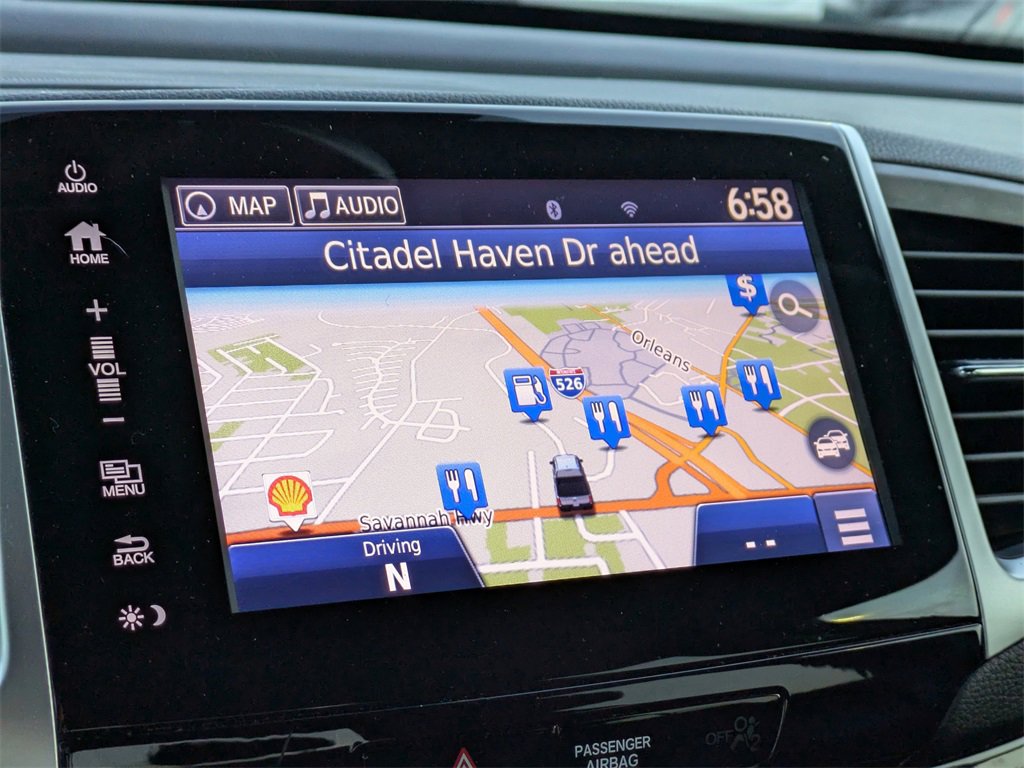 AUDIO
MAP
AUDIO
6:58
HOME
Citadel Haven Dr ahead
+
VOL
-
$
Orleans
526
Savannah Hwy
MENU
Driving
N
-- --
BACK
PASSENGER
AIRBAG
OFF